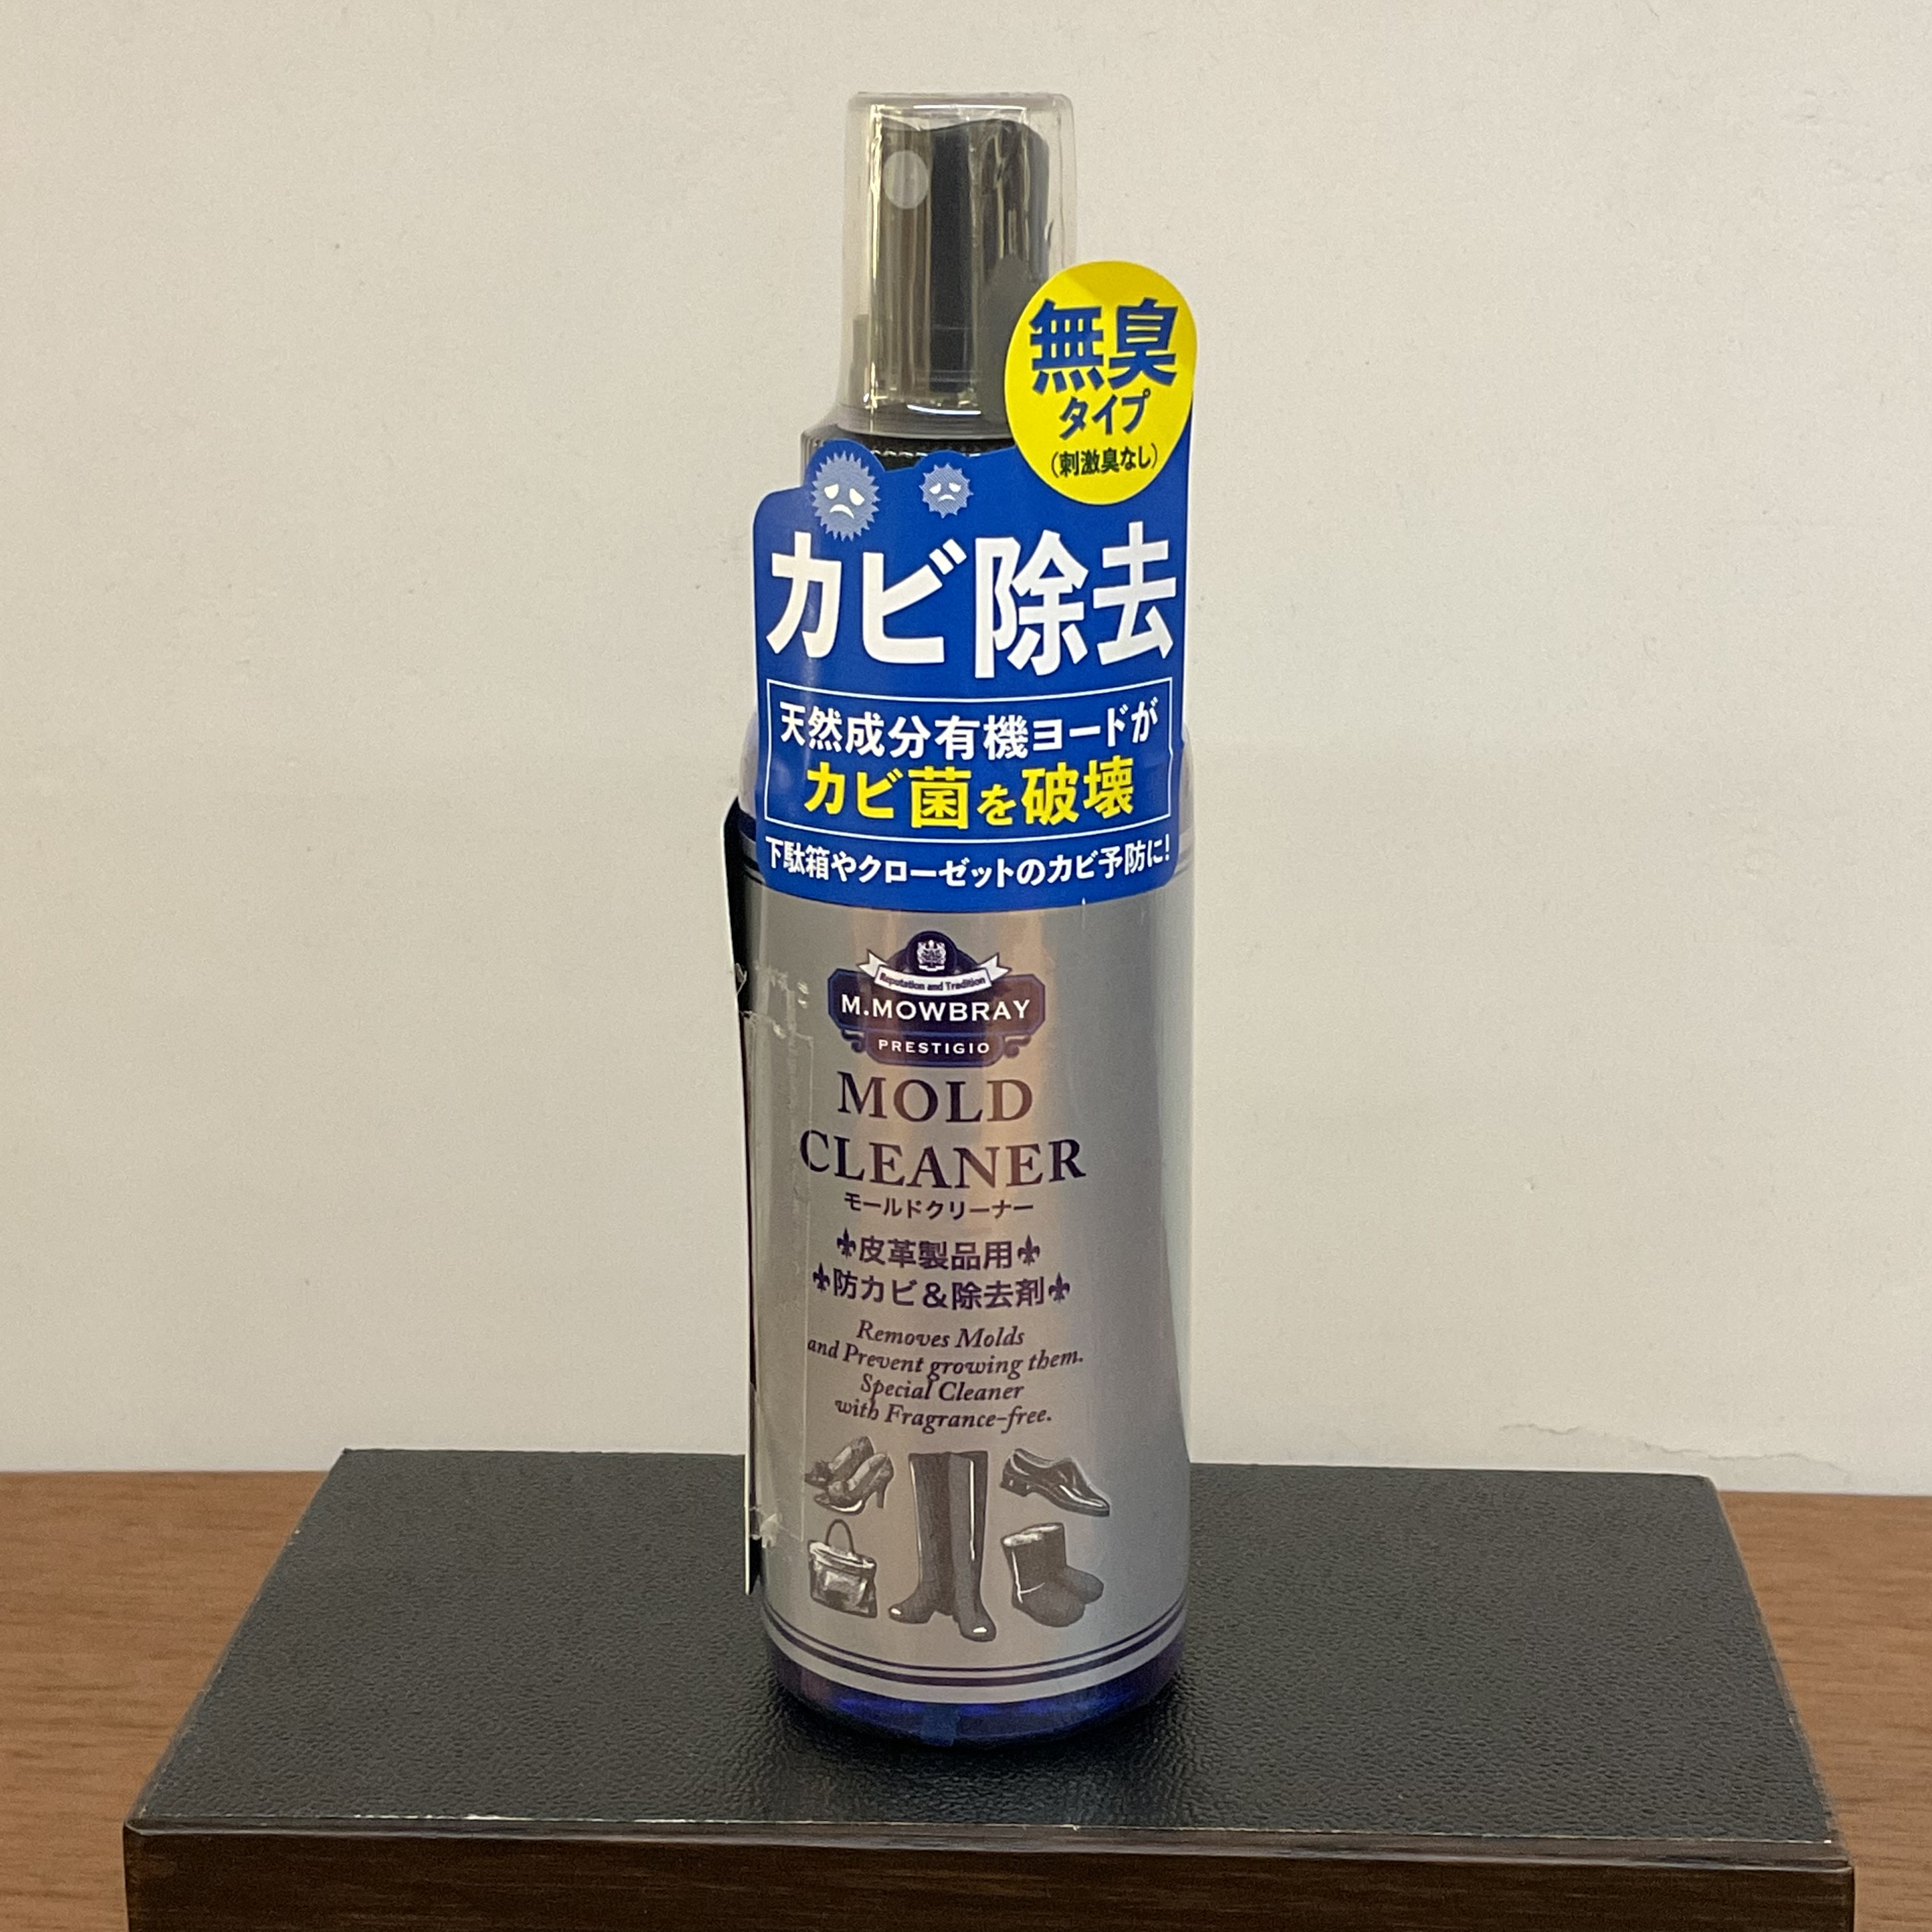 無臭
タイプ
(刺激臭なし)
カビ除去
天然成分有機ヨードが
カビ菌を破壊
下駄箱やクローゼットのカビ予防に!
Reputation and Tradition
M.MOWBRAY
PRESTIGIO
MOLD
CLEANER
モールドクリーナー
皮革製品用
防カビ&除去剤
Removes Molds
and Prevent growing them.
Special Cleaner
with Fragrance-free.